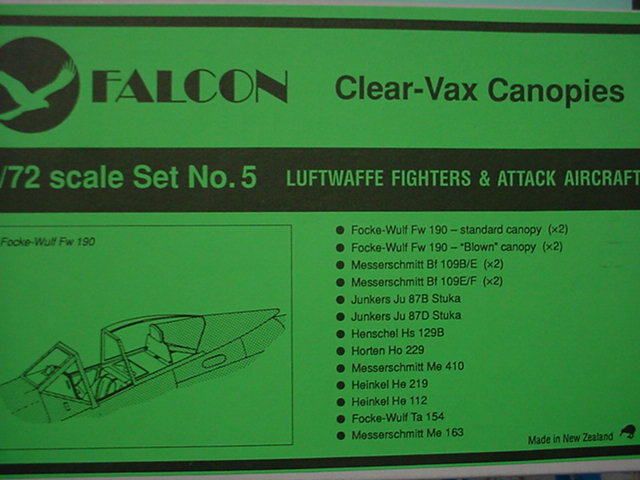 FALCON
Clear-Vax Canopies
/72 scale Set No. 5 LUFTWAFFE FIGHTERS & ATTACK AIRCRAFT
Focke-Wulf Fw 190
● Focke-Wulf Fw 190 – standard canopy (×2)
● Focke-Wulf Fw 190 – "Blown" canopy (×2)
● Messerschmitt Bf 109B/E (×2)
● Messerschmitt Bf 109E/F (×2)
● Junkers Ju 87B Stuka
● Junkers Ju 87D Stuka
● Henschel Hs 129B
● Horten Ho 229
● Messerschmitt Me 410
● Heinkel He 219
● Heinkel He 112
● Focke-Wulf Ta 154
● Messerschmitt Me 163
Made in New Zealand